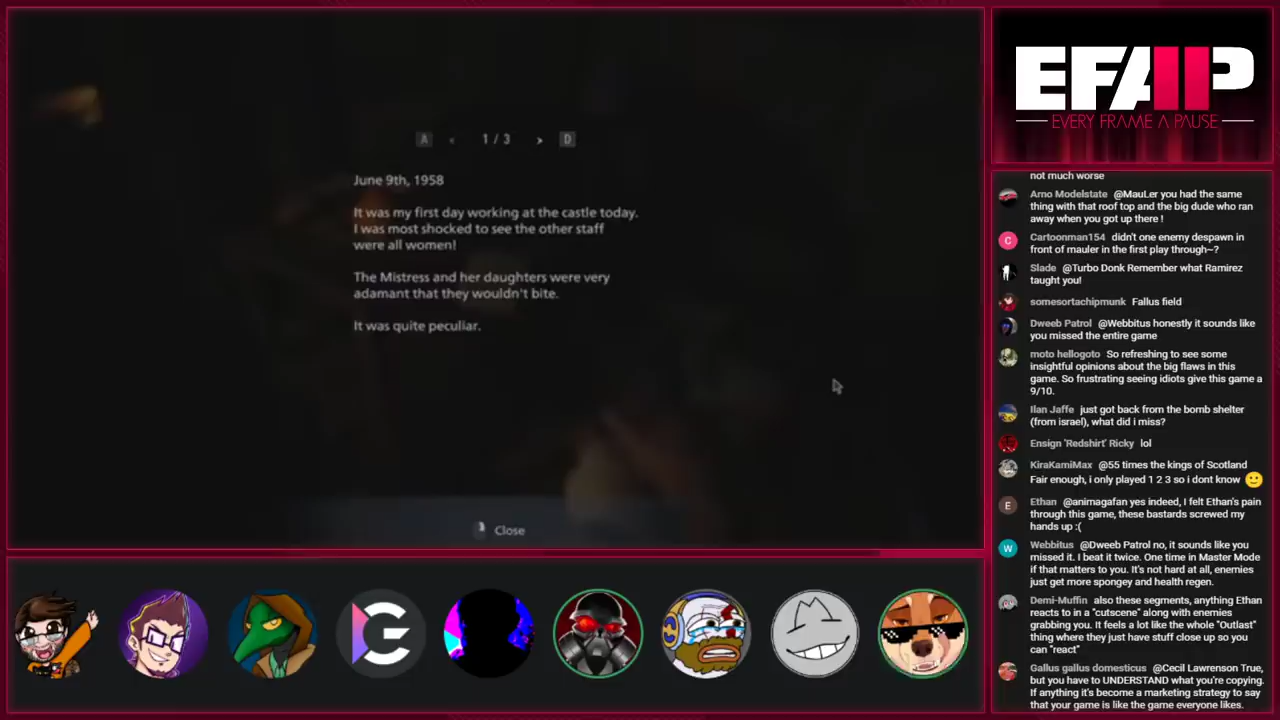 A < 1 / 3 > D
June 9th, 1958
It was my first day working at the castle today.
I was most shocked to see the other staff
were all women!
The Mistress and her daughters were very
adamant that they wouldn't bite.
It was quite peculiar.
Close
EFAP
EVERY FRAME A PAUSE
not much worse
Arno Modelstate @MauLer you had the same
thing with that roof top and the big dude who ran
away when you got up there !
Cartoonman154 didn't one enemy despawn in
front of mauler in the first play through~?
Slade @Turbo Donk Remember what Ramirez
taught you!
somesortachipmunk Fallus field
Dweeb Patrol @Webbitus honestly it sounds like
you missed the entire game
moto hellogoto So refreshing to see some
insightful opinions about the big flaws in this
game. So frustrating seeing idiots give this game a
9/10.
Ilan Jaffe just got back from the bomb shelter
(from israel), what did i miss?
Ensign 'Redshirt' Ricky lol
KiraKamiMax @55 times the kings of Scotland
Fair enough, i only played 1 2 3 so i dont know
E
Ethan @animagafan yes indeed, I felt Ethan's pain
through this game, these bastards screwed my
hands up :(
W
Webbitus @Dweeb Patrol no, it sounds like you
missed it. I beat it twice. One time in Master Mode
if that matters to you. It's not hard at all, enemies
just get more spongey and health regen.
Demi-Muffin also these segments, anything Ethan
reacts to in a "cutscene" along with enemies
grabbing you. It feels a lot like the whole "Outlast"
thing where they just have stuff close up so you
can "react"
Gallus gallus domesticus @Cecil Lawrenson True,
but you have to UNDERSTAND what you're copying.
If anything it's become a marketing strategy to say
that your game is like the game everyone likes.
C
G